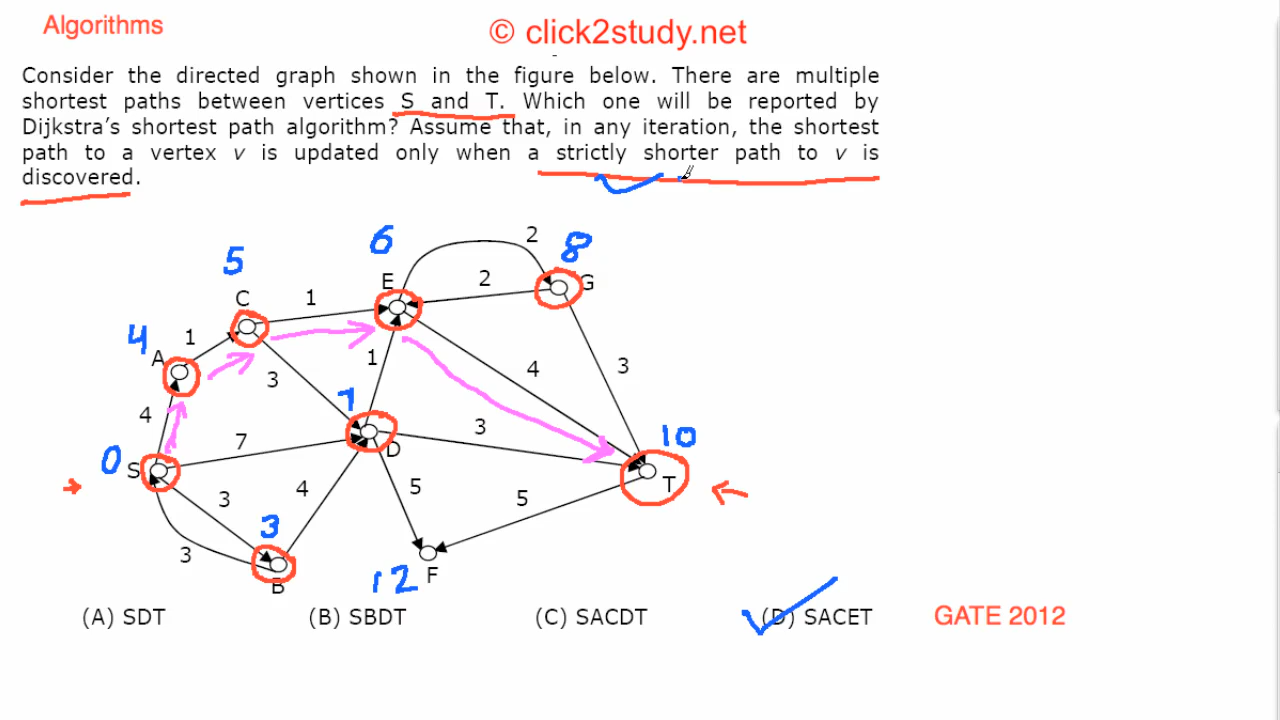 Algorithms
© click2study.net
Consider the directed graph shown in the figure below. There are multiple
shortest paths between vertices S and T. Which one will be reported by
Dijkstra’s shortest path algorithm? Assume that, in any iteration, the shortest
path to a vertex v is updated only when a strictly shorter path to v is
discovered.
6 2 8
5 E 2 G
C 1
4 A 1
3 1 4 3
4 7
7 3 10
0 S D T
3 4 5 5
3
3 B 12 F
(A) SDT (B) SBDT (C) SACDT (D) SACET GATE 2012